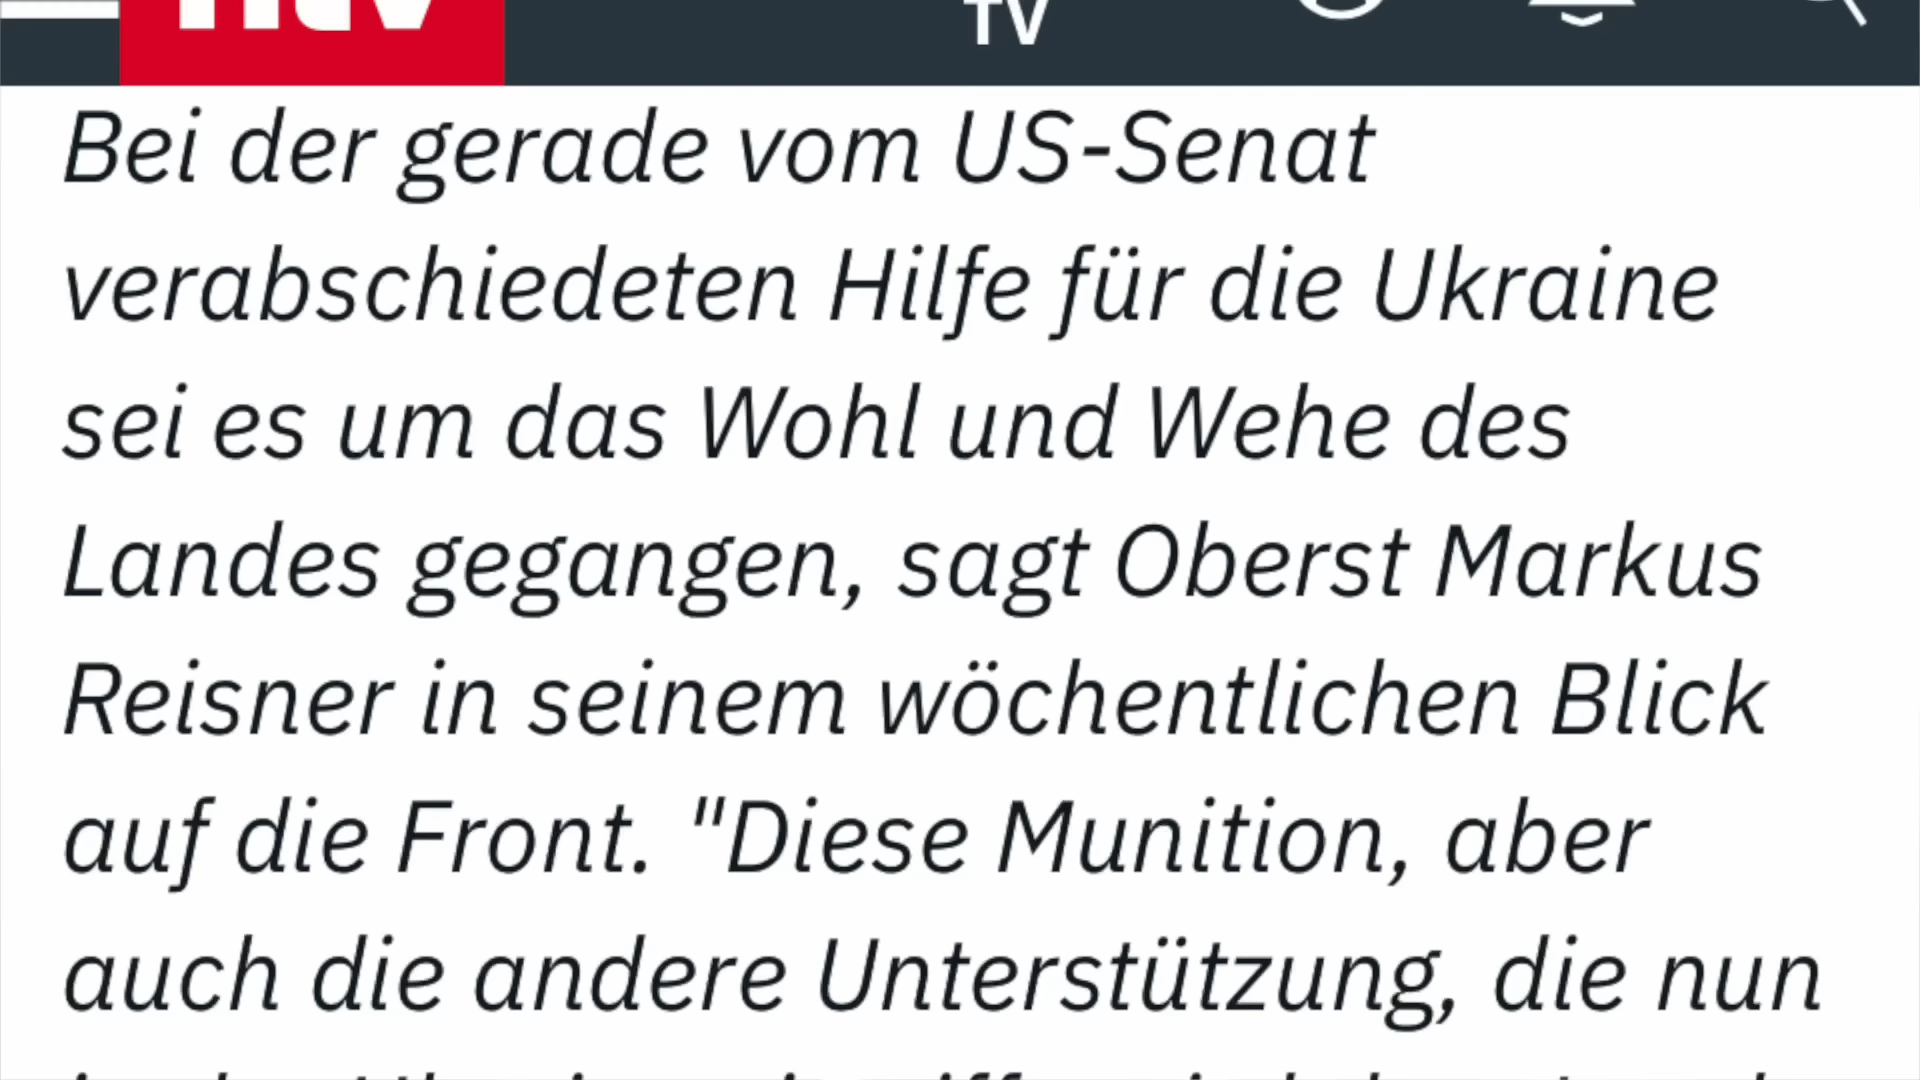 ntv
TV
Bei der gerade vom US-Senat
verabschiedeten Hilfe für die Ukraine
sei es um das Wohl und Wehe des
Landes gegangen, sagt Oberst Markus
Reisner in seinem wöchentlichen Blick
auf die Front. "Diese Munition, aber
auch die andere Unterstützung, die nun